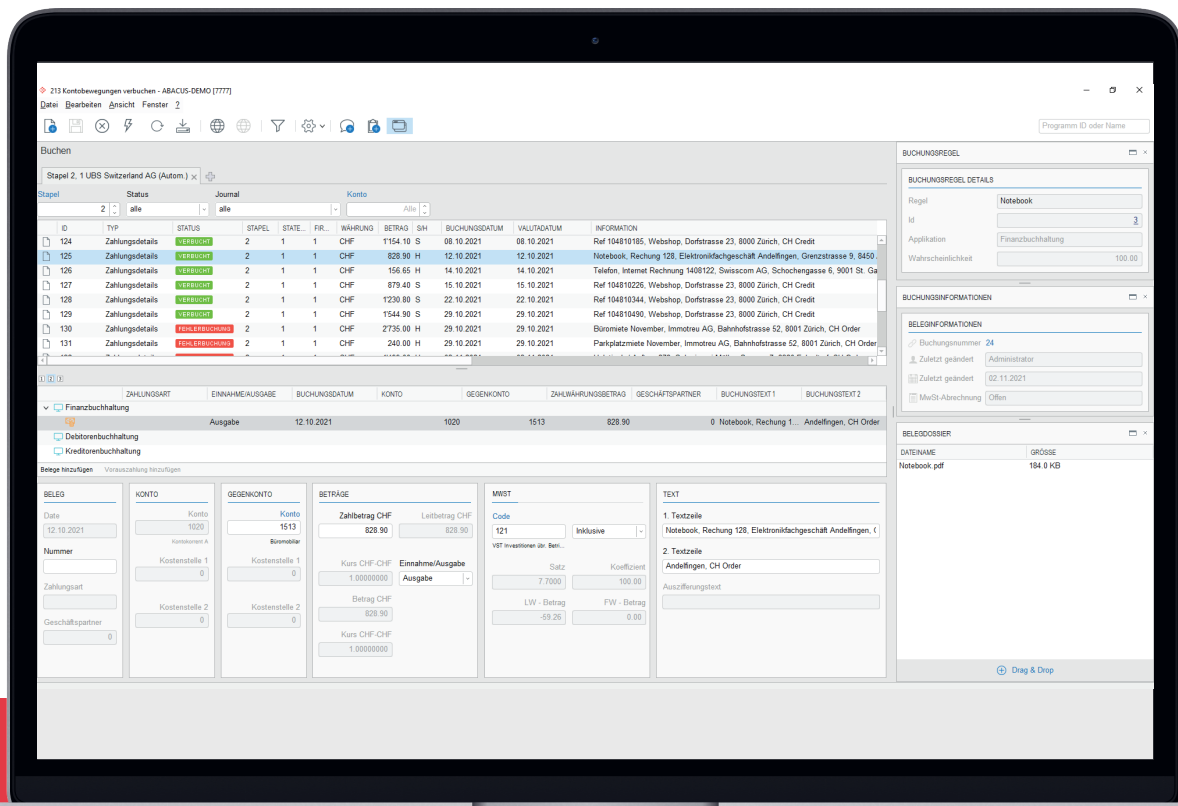 213 Kontobewegungen verbuchen - ABACUS-DEMO [7777]
Datei Bearbeiten Ansicht Fenster ?
Programm ID oder Name
Buchen
Stapel 2, 1 UBS Switzerland AG (Autom.)
Stapel Status Journal Konto
2 alle alle Alle
ID TYP STATUS STAPEL STATE... FIR... WÄHRUNG BETRAG S/H BUCHUNGSDATUM VALUTADATUM INFORMATION
124 Zahlungsdetails VERBUCHT 2 1 1 CHF 1'154.10 S 08.10.2021 08.10.2021 Ref 104810185, Webshop, Dorfstrasse 23, 8000 Zürich, CH Credit
125 Zahlungsdetails VERBUCHT 2 1 1 CHF 828.90 H 12.10.2021 12.10.2021 Notebook, Rechung 128, Elektronikfachgeschäft Andelfingen, Grenzstrasse 9, 8450
126 Zahlungsdetails VERBUCHT 2 1 1 CHF 156.65 H 14.10.2021 14.10.2021 Telefon, Internet Rechnung 1408122, Swisscom AG, Schochengasse 6, 9001 St. Ga
127 Zahlungsdetails VERBUCHT 2 1 1 CHF 879.40 S 15.10.2021 15.10.2021 Ref 104810226, Webshop, Dorfstrasse 23, 8000 Zürich, CH Credit
128 Zahlungsdetails VERBUCHT 2 1 1 CHF 1'230.80 S 22.10.2021 22.10.2021 Ref 104810344, Webshop, Dorfstrasse 23, 8000 Zürich, CH Credit
129 Zahlungsdetails VERBUCHT 2 1 1 CHF 1'544.90 S 29.10.2021 29.10.2021 Ref 104810490, Webshop, Dorfstrasse 23, 8000 Zürich, CH Credit
130 Zahlungsdetails FEHLERBUCHUNG 2 1 1 CHF 2'735.00 H 29.10.2021 29.10.2021 Büromiete November, Immotreu AG, Bahnhofstrasse 52, 8001 Zürich, CH Order
131 Zahlungsdetails FEHLERBUCHUNG 2 1 1 CHF 240.00 H 29.10.2021 29.10.2021 Parkplatzmiete November, Immotreu AG, Bahnhofstrasse 52, 8001 Zürich, CH Order
1 2 3
ZAHLUNGSART EINNAHME/AUSGABE BUCHUNGSDATUM KONTO GEGENKONTO ZAHLWÄHRUNGSBETRAG GESCHÄFTSPARTNER BUCHUNGSTEXT 1 BUCHUNGSTEXT 2
Finanzbuchhaltung
Ausgabe 12.10.2021 1020 1513 828.90 0 Notebook, Rechung 1... Andelfingen, CH Order
Debitorenbuchhaltung
Kreditorenbuchhaltung
Belege hinzufügen Vorauszahlung hinzufügen
BELEG
Date
12.10.2021
Nummer
Zahlungsart
Geschäftspartner
0
KONTO
Konto
1020
Kontokorrent A
Kostenstelle 1
0
Kostenstelle 2
0
GEGENKONTO
Konto
1513
Büromobiliar
Kostenstelle 1
0
Kostenstelle 2
0
BETRÄGE
Zahlbetrag CHF Leitbetrag CHF
828.90 828.90
Kurs CHF-CHF Einnahme/Ausgabe
1.00000000 Ausgabe
Betrag CHF
828.90
Kurs CHF-CHF
1.00000000
MWST
Code
121 Inklusive
VST Investitionen übr. Betri...
Satz Koeffizient
7.7000 100.00
LW - Betrag FW - Betrag
-59.26 0.00
TEXT
1. Textzeile
Notebook, Rechung 128, Elektronikfachgeschäft Andelfingen, (
2. Textzeile
Andelfingen, CH Order
Auszifferungstext
BUCHUNGSREGEL
BUCHUNGSREGEL DETAILS
Regel Notebook
Id 3
Applikation Finanzbuchhaltung
Wahrscheinlichkeit 100.00
BUCHUNGSINFORMATIONEN
BELEGINFORMATIONEN
Buchungsnummer 24
Zuletzt geändert Administrator
Zuletzt geändert 02.11.2021
MwSt-Abrechnung Offen
BELEGDOSSIER
DATEINAME GRÖSSE
Notebook.pdf 184.0 KB
Drag & Drop